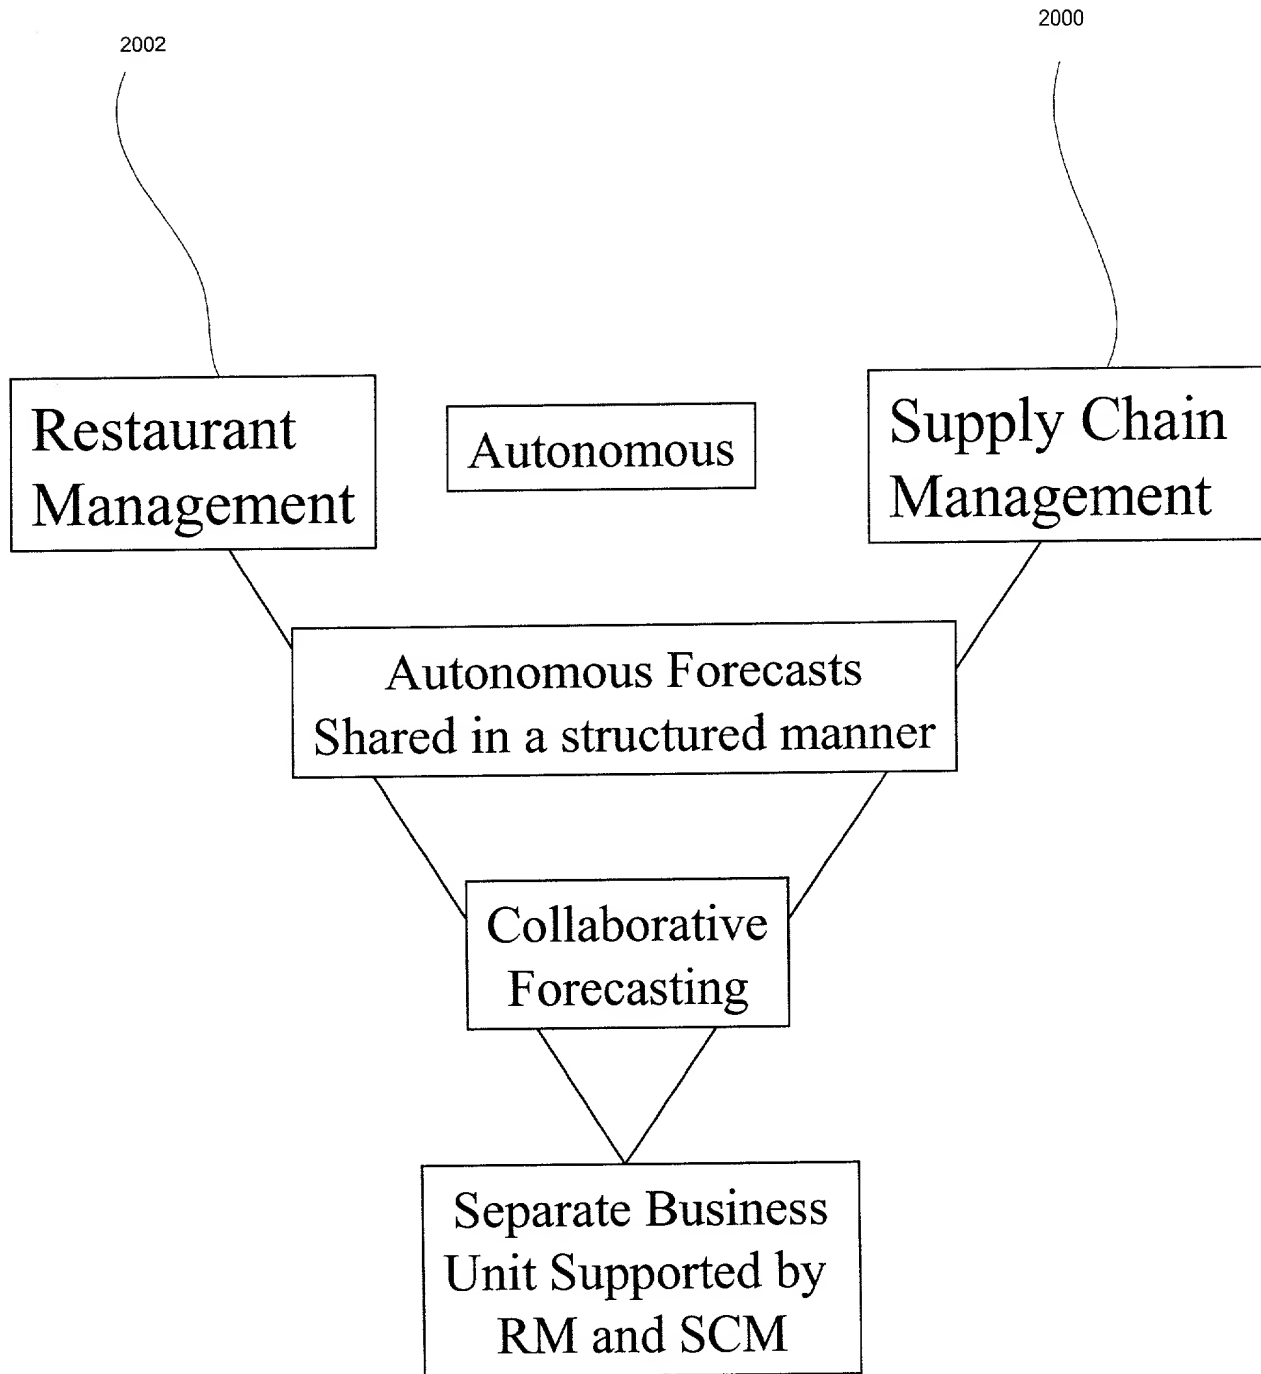 2002
2000
Restaurant
Management
Autonomous
Supply Chain
Management
Autonomous Forecasts
Shared in a structured manner
Collaborative
Forecasting
Separate Business
Unit Supported by
RM and SCM